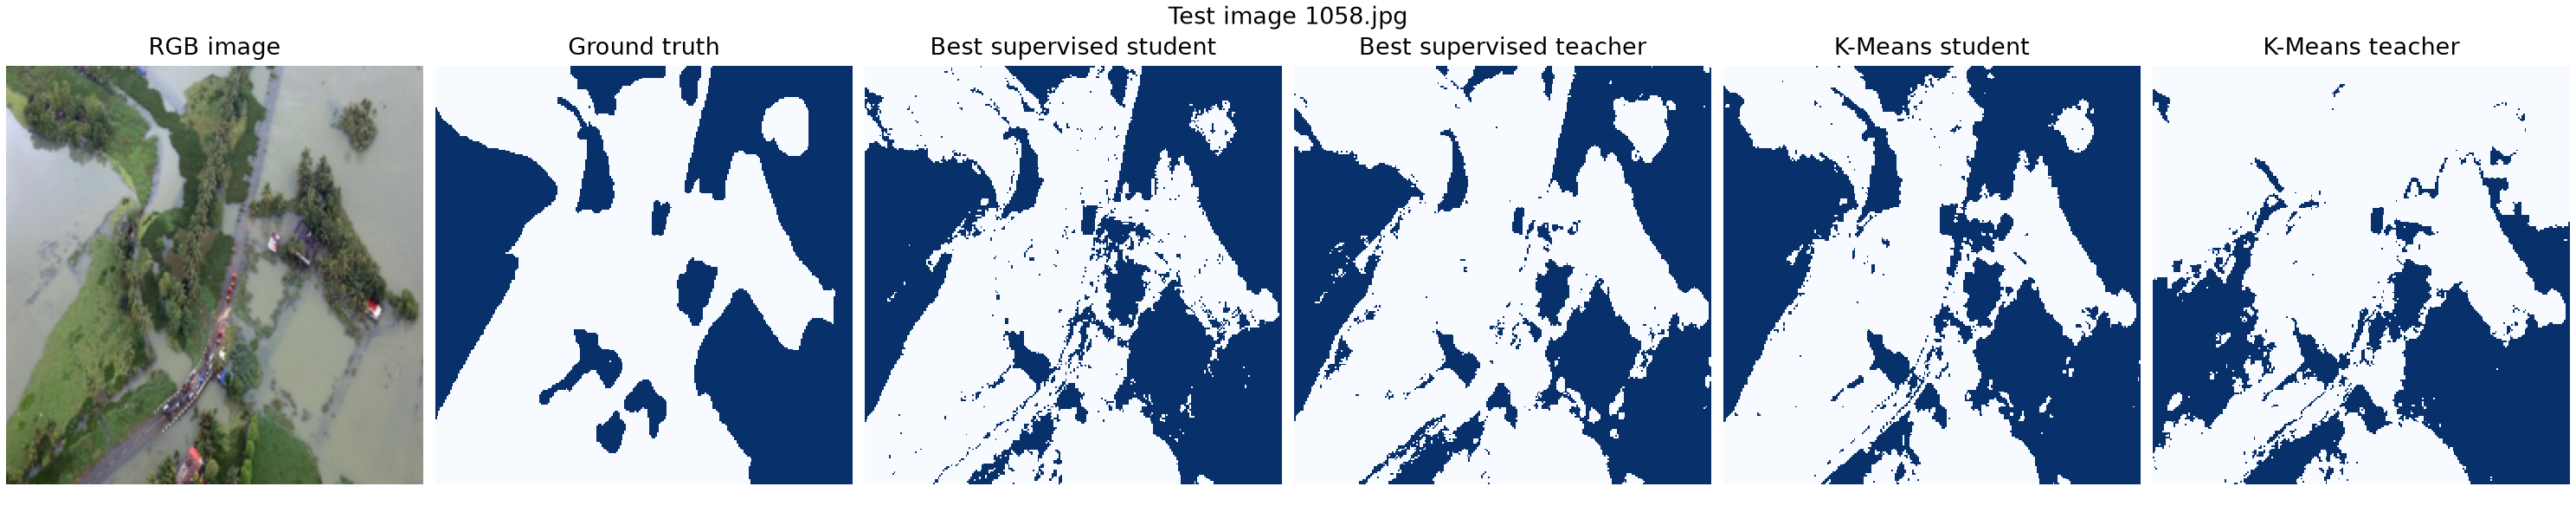 Test image 1058.jpg
RGB image
Ground truth
Best supervised student
Best supervised teacher
K-Means student
K-Means teacher